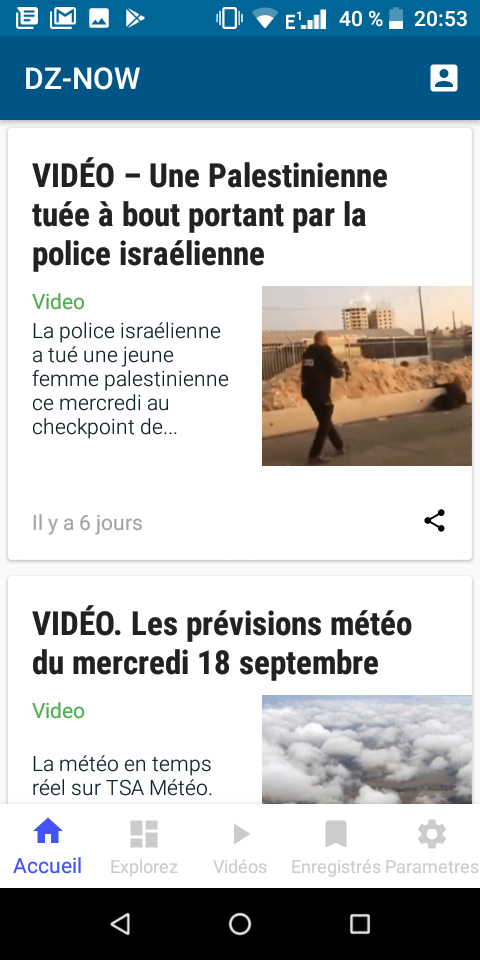 E¹ 40 % 20:53
DZ-NOW
VIDÉO – Une Palestinienne
tuée à bout portant par la
police israélienne
Video
La police israélienne
a tué une jeune
femme palestinienne
ce mercredi au
checkpoint de...
Il y a 6 jours
VIDÉO. Les prévisions météo
du mercredi 18 septembre
Video
La météo en temps
réel sur TSA Météo.
Accueil Explorez Vidéos Enregistrés Parametres